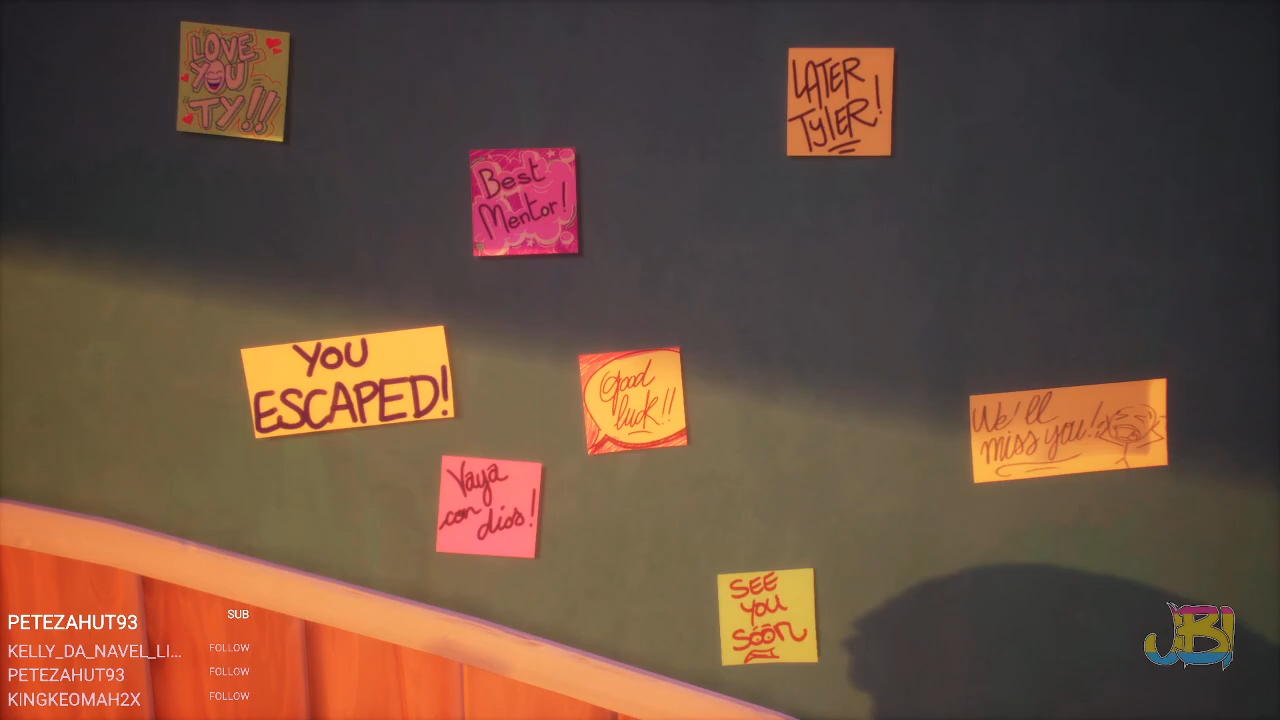 LOVE
YOU
TY!!
LATER
TYLER!
Best
Mentor!
YOU
ESCAPED!
Good
luck!!
We'll
miss you!
Vaya
con
dios!
SEE
YOU
SOON
PETEZAHUT93 SUB
KELLY_DA_NAVEL_LI... FOLLOW
PETEZAHUT93 FOLLOW
KINGKEOMAH2X FOLLOW
JBI